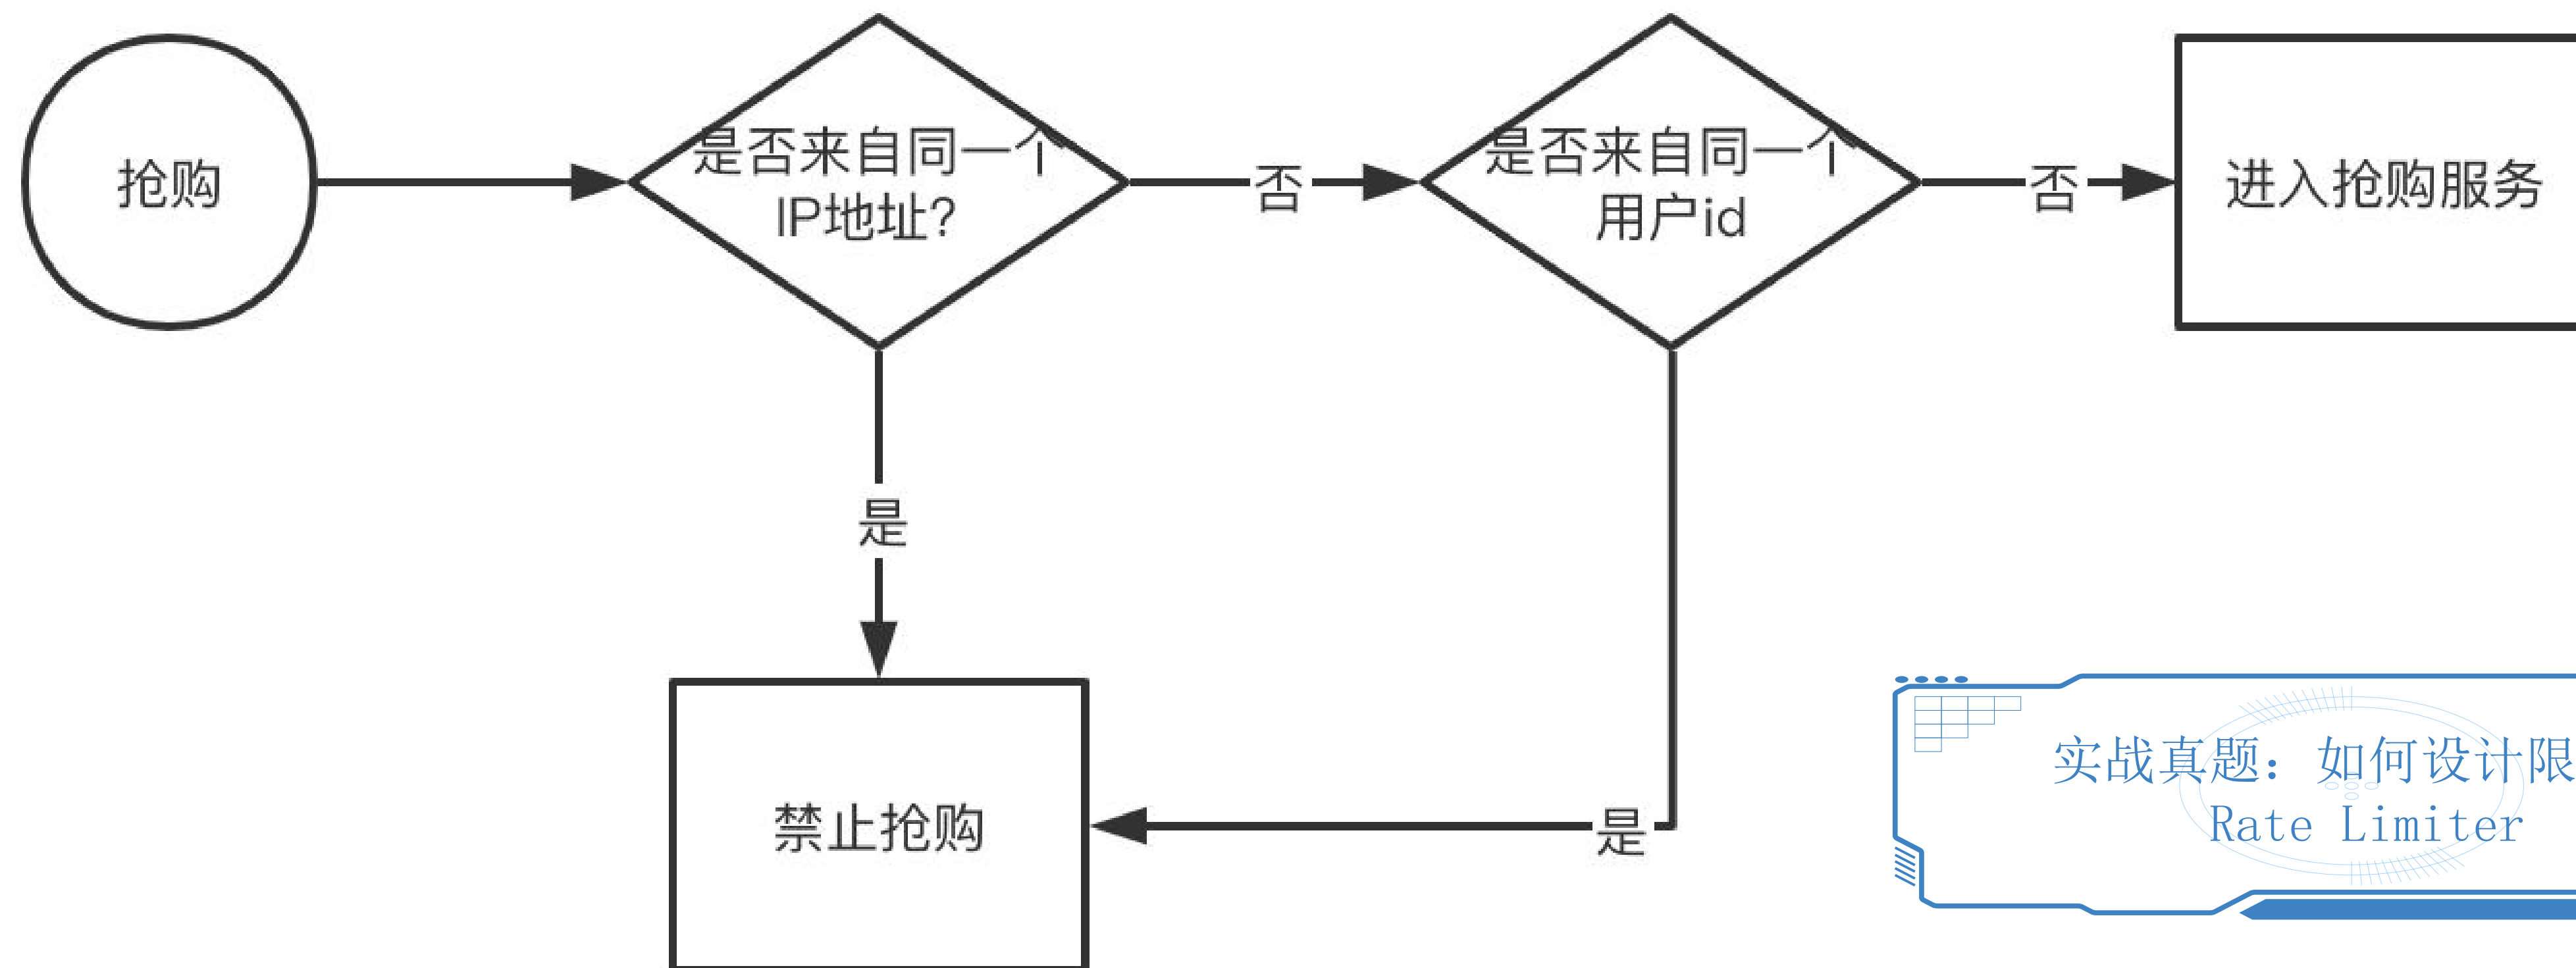 抢购
是否来自同一个
IP地址?
否
是否来自同一个
用户id
否
进入抢购服务
是
禁止抢购
是
实战真题：如何设计限
Rate Limiter